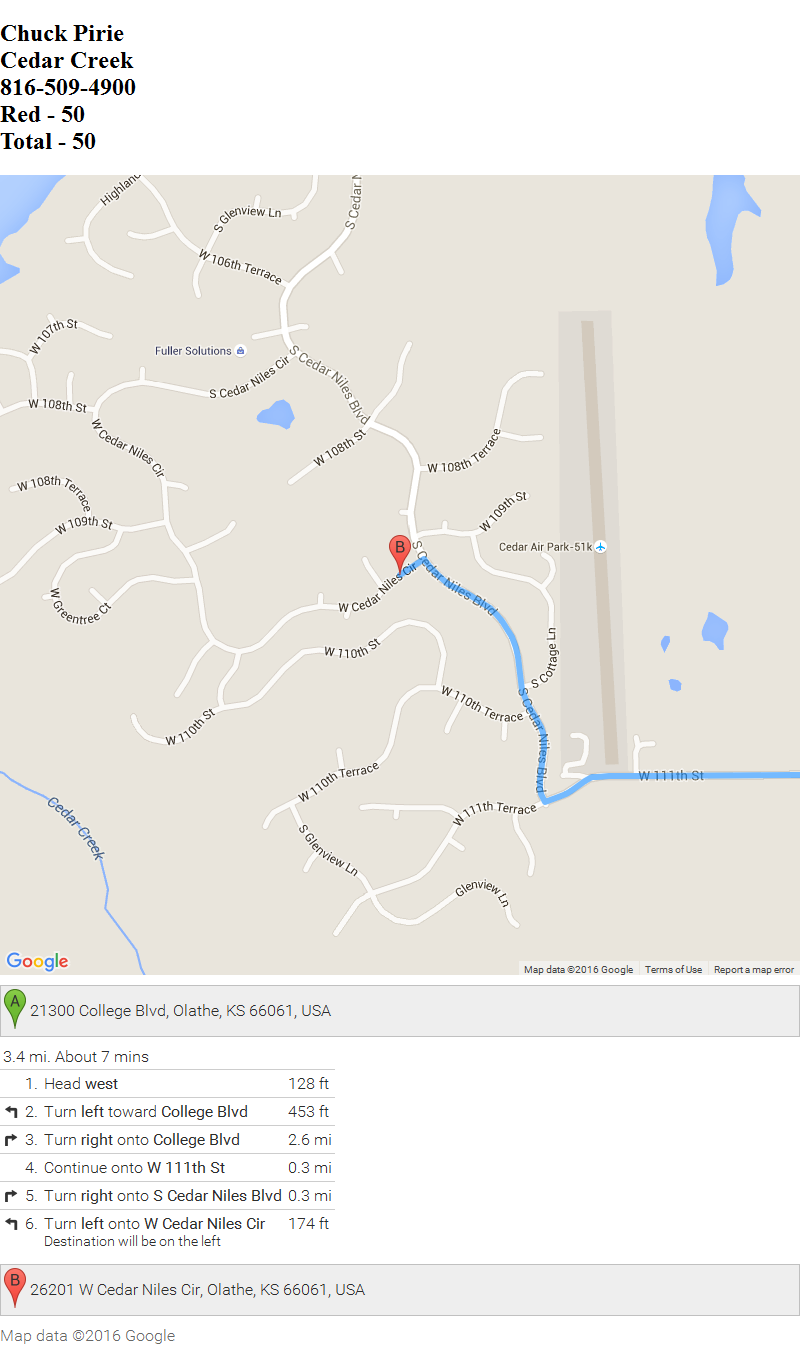 Chuck Pirie
Cedar Creek
816-509-4900
Red - 50
Total - 50
Highland
S Glenview Ln
S Cedar N
W 106th Terrace
W 107th St
Fuller Solutions
S Cedar Niles Cir
S Cedar Niles Blvd
W 108th St
W Cedar Niles Cir
W 108th St
W 108th Terrace
W 108th Terrace
W 109th St
W 109th St
Cedar Air Park-51k
B
S Cedar Niles Blvd
W Cedar Niles Cir
W Greentree Ct
W 110th St
S Cottage Ln
W 110th Terrace
S Cedar Niles Blvd
W 110th St
W 110th Terrace
W 111th St
W 111th Terrace
Cedar Creek
S Glenview Ln
Glenview Ln
Google
Map data ©2016 Google Terms of Use Report a map error
A 21300 College Blvd, Olathe, KS 66061, USA
3.4 mi. About 7 mins
1. Head west 128 ft
2. Turn left toward College Blvd 453 ft
3. Turn right onto College Blvd 2.6 mi
4. Continue onto W 111th St 0.3 mi
5. Turn right onto S Cedar Niles Blvd 0.3 mi
6. Turn left onto W Cedar Niles Cir 174 ft
Destination will be on the left
B 26201 W Cedar Niles Cir, Olathe, KS 66061, USA
Map data ©2016 Google